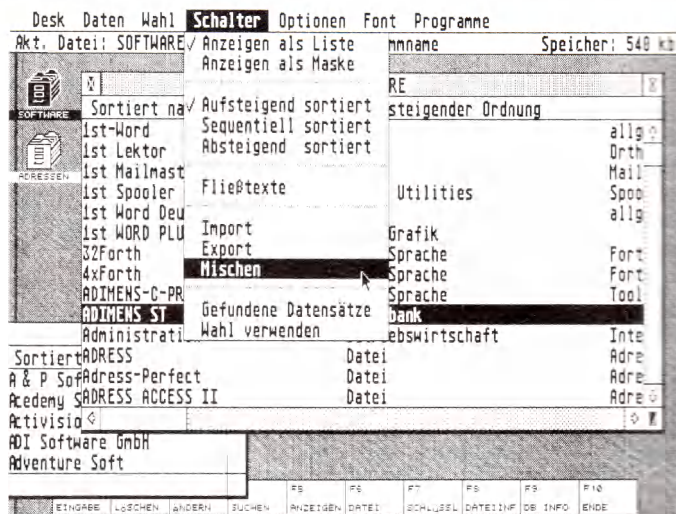 Desk Daten Wahl Schalter Optionen Font Programme
Akt. Datei: SOFTWARE
mmname
Speicher: 540 kb
Anzeigen als Liste
Anzeigen als Maske
Aufsteigend sortiert
Sequentiell sortiert
Absteigend sortiert
Fließtexte
Import
Export
Mischen
Gefundene Datensätze
Wahl verwenden
SOFTWARE
ADRESSEN
RE
Sortiert na
steigender Ordnung
1st-Word
allg
1st Lektor
Orth
1st Mailmast
Mail
1st Spooler
Utilities
Spoo
1st Word Deu
allg
1st WORD PLU
Grafik
32Forth
Sprache
Fort
4xForth
Sprache
Fort
ADIMENS-C-PR
Sprache
Tool
ADIMENS ST
bank
Administrati
ebswirtschaft
Inte
ADRESS
Datei
Adre
Adress-Perfect
Datei
Adre
ADRESS ACCESS II
Datei
Adre
Sortiert
A & P Sof
Acedemy S
Activisio
ADI Software GmbH
Adventure Soft
F5 F6 F7 F8 F9 F10
EINGABE LöSCHEN ANDERN SUCHEN ANZEIGEN DATEI SCHLüSSL DATEIINF DB INFO ENDE